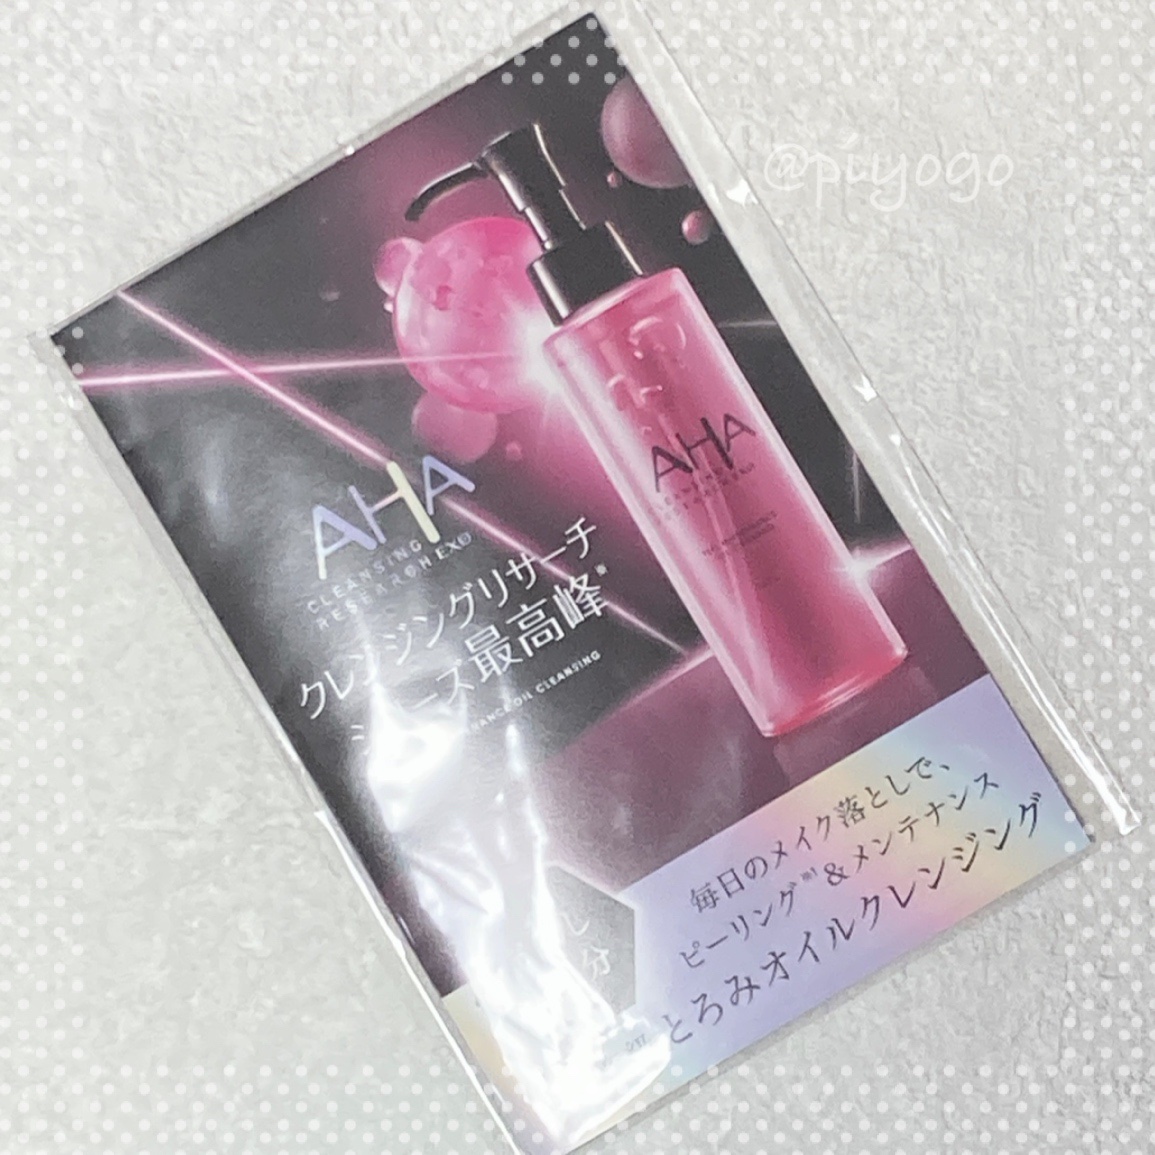 @piyogo
AHA
CLEANSING
RESEARCH EXO
クレンジングリサーチ
シリーズ最高峰※
OIL CLEANSING
AHA
毎日のメイク落としで、
ピーリング※1&メンテナンス
とろみオイルクレンジング